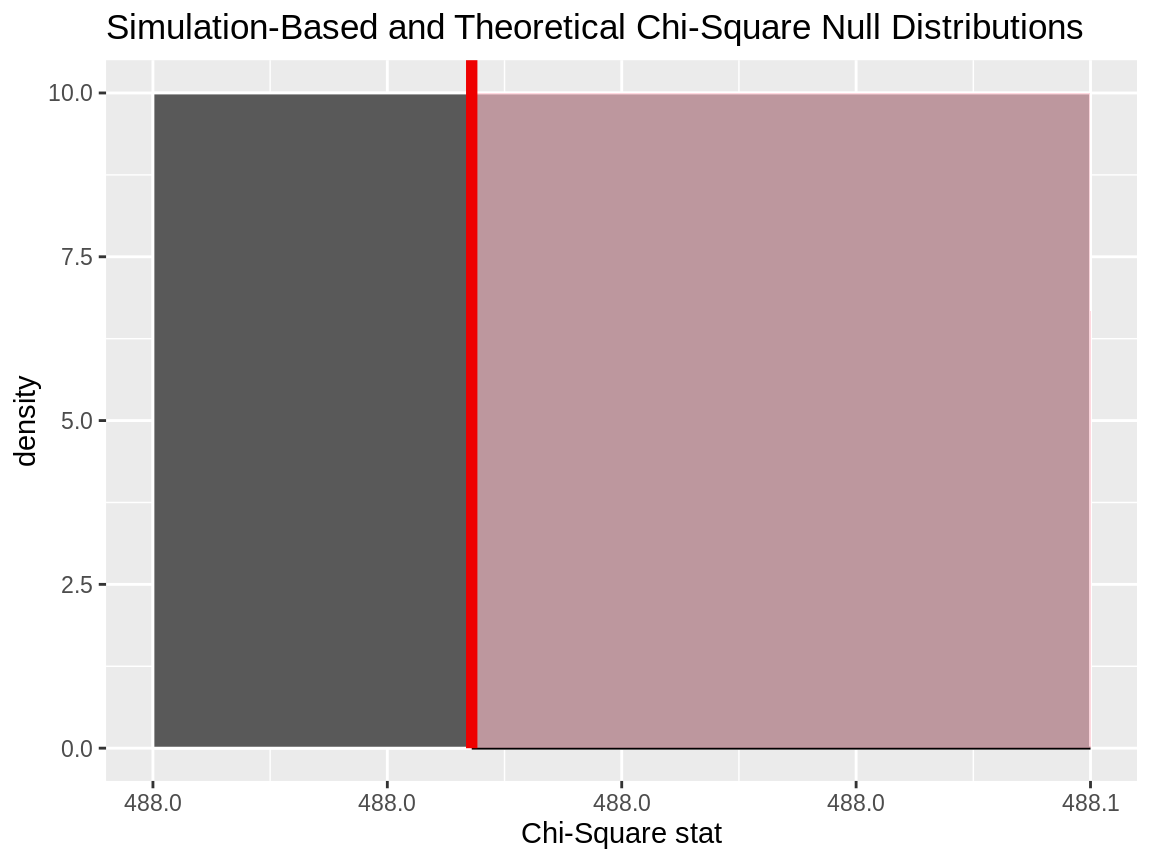 Simulation-Based and Theoretical Chi-Square Null Distributions
10.0
7.5
5.0
2.5
0.0
density
488.0 488.0 488.0 488.0 488.1
Chi-Square stat